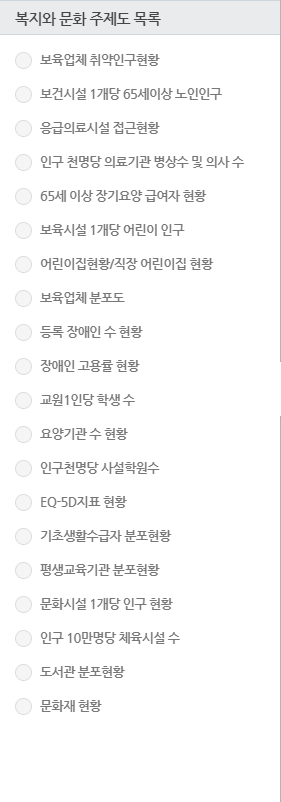 복지와 문화 주제도 목록
보육업체 취약인구현황
보건시설 1개당 65세이상 노인인구
응급의료시설 접근현황
인구 천명당 의료기관 병상수 및 의사 수
65세 이상 장기요양 급여자 현황
보육시설 1개당 어린이 인구
어린이집현황/직장 어린이집 현황
보육업체 분포도
등록 장애인 수 현황
장애인 고용률 현황
교원1인당 학생 수
요양기관 수 현황
인구천명당 사설학원수
EQ-5D지표 현황
기초생활수급자 분포현황
평생교육기관 분포현황
문화시설 1개당 인구 현황
인구 10만명당 체육시설 수
도서관 분포현황
문화재 현황